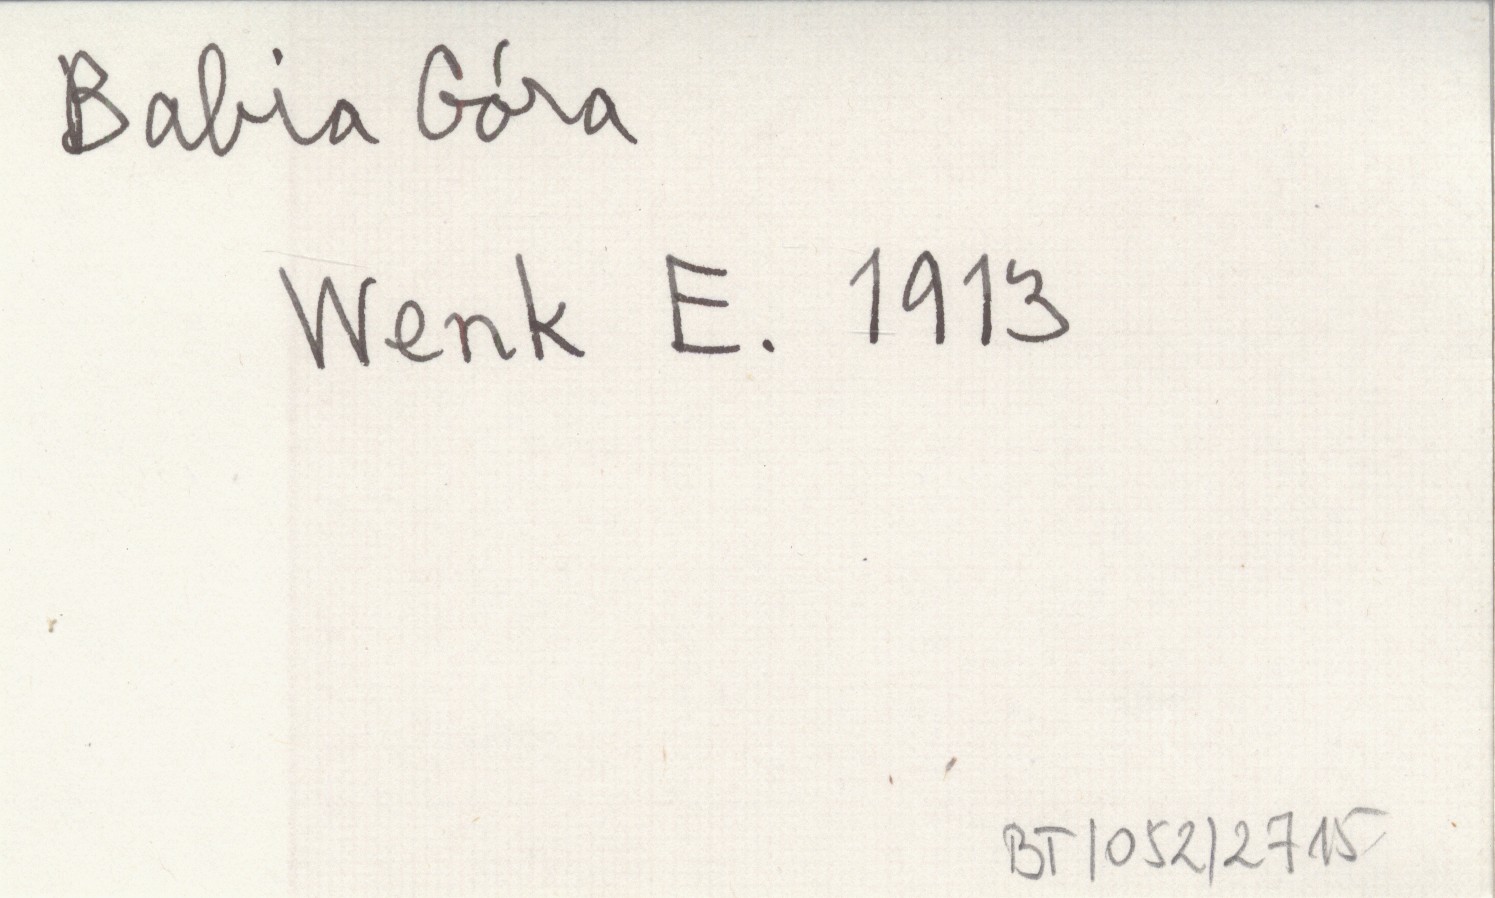 Babia Góra
Wenk E. 1913
BT/052/2715